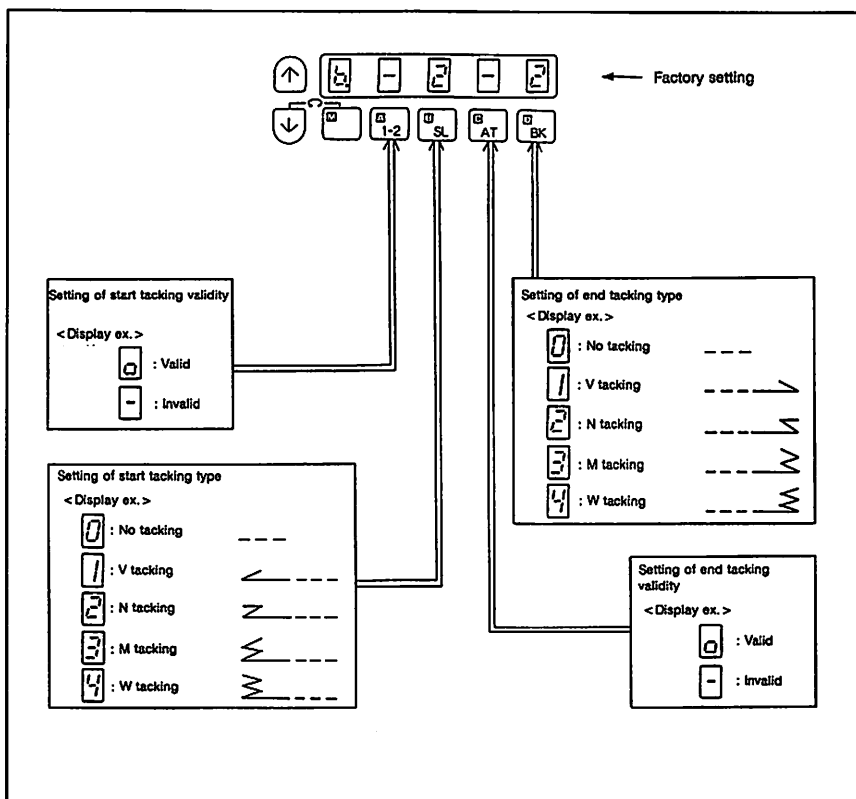 b. - 2 - 2
Factory setting
M
A 1-2
B SL
C AT
D BK
Setting of start tacking validity
<Display ex.>
o : Valid
- : Invalid
Setting of start tacking type
<Display ex.>
0 : No tacking
1 : V tacking
2 : N tacking
3 : M tacking
4 : W tacking
Setting of end tacking type
<Display ex.>
0 : No tacking
1 : V tacking
2 : N tacking
3 : M tacking
4 : W tacking
Setting of end tacking
validity
<Display ex.>
o : Valid
- : Invalid